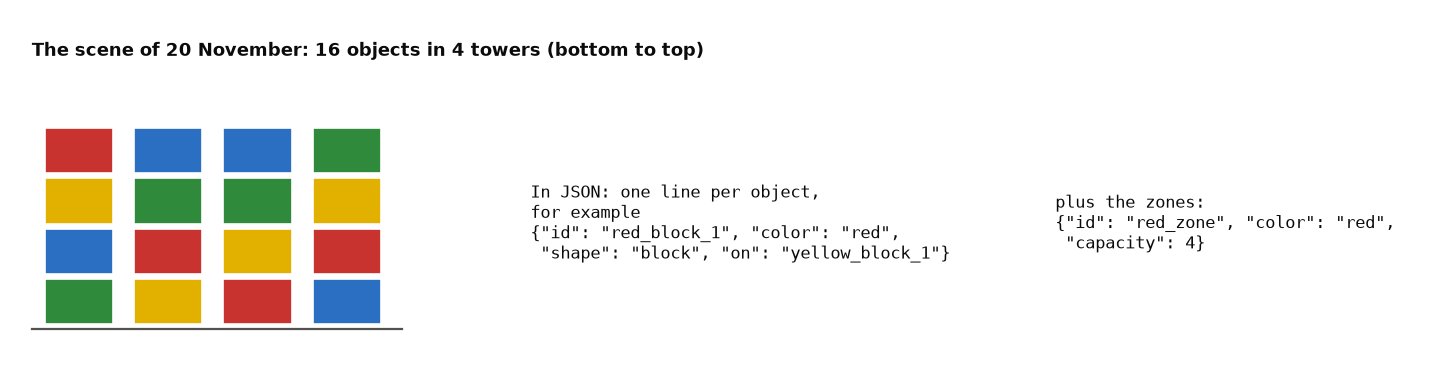 The scene of 20 November: 16 objects in 4 towers (bottom to top)
In JSON: one line per object,
for example
{"id": "red_block_1", "color": "red",
 "shape": "block", "on": "yellow_block_1"}
plus the zones:
{"id": "red_zone", "color": "red",
 "capacity": 4}